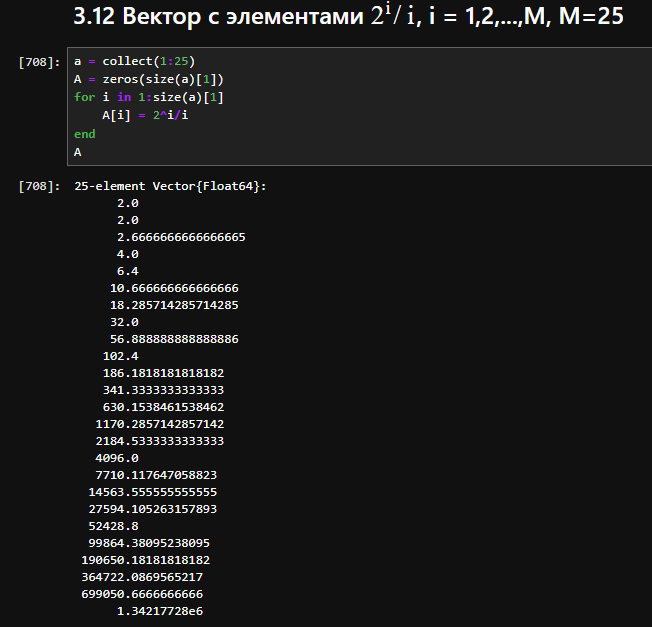 3.12 Вектор с элементами 2^i/ i, i = 1,2,...,M, M=25
[708]: a = collect(1:25)
A = zeros(size(a)[1])
for i in 1:size(a)[1]
    A[i] = 2^i/i
end
A
[708]: 25-element Vector{Float64}:
2.0
2.0
2.6666666666666665
4.0
6.4
10.666666666666666
18.285714285714285
32.0
56.888888888888886
102.4
186.1818181818182
341.3333333333333
630.1538461538462
1170.2857142857142
2184.5333333333333
4096.0
7710.117647058823
14563.555555555555
27594.105263157893
52428.8
99864.38095238095
190650.18181818182
364722.0869565217
699050.6666666666
1.34217728e6